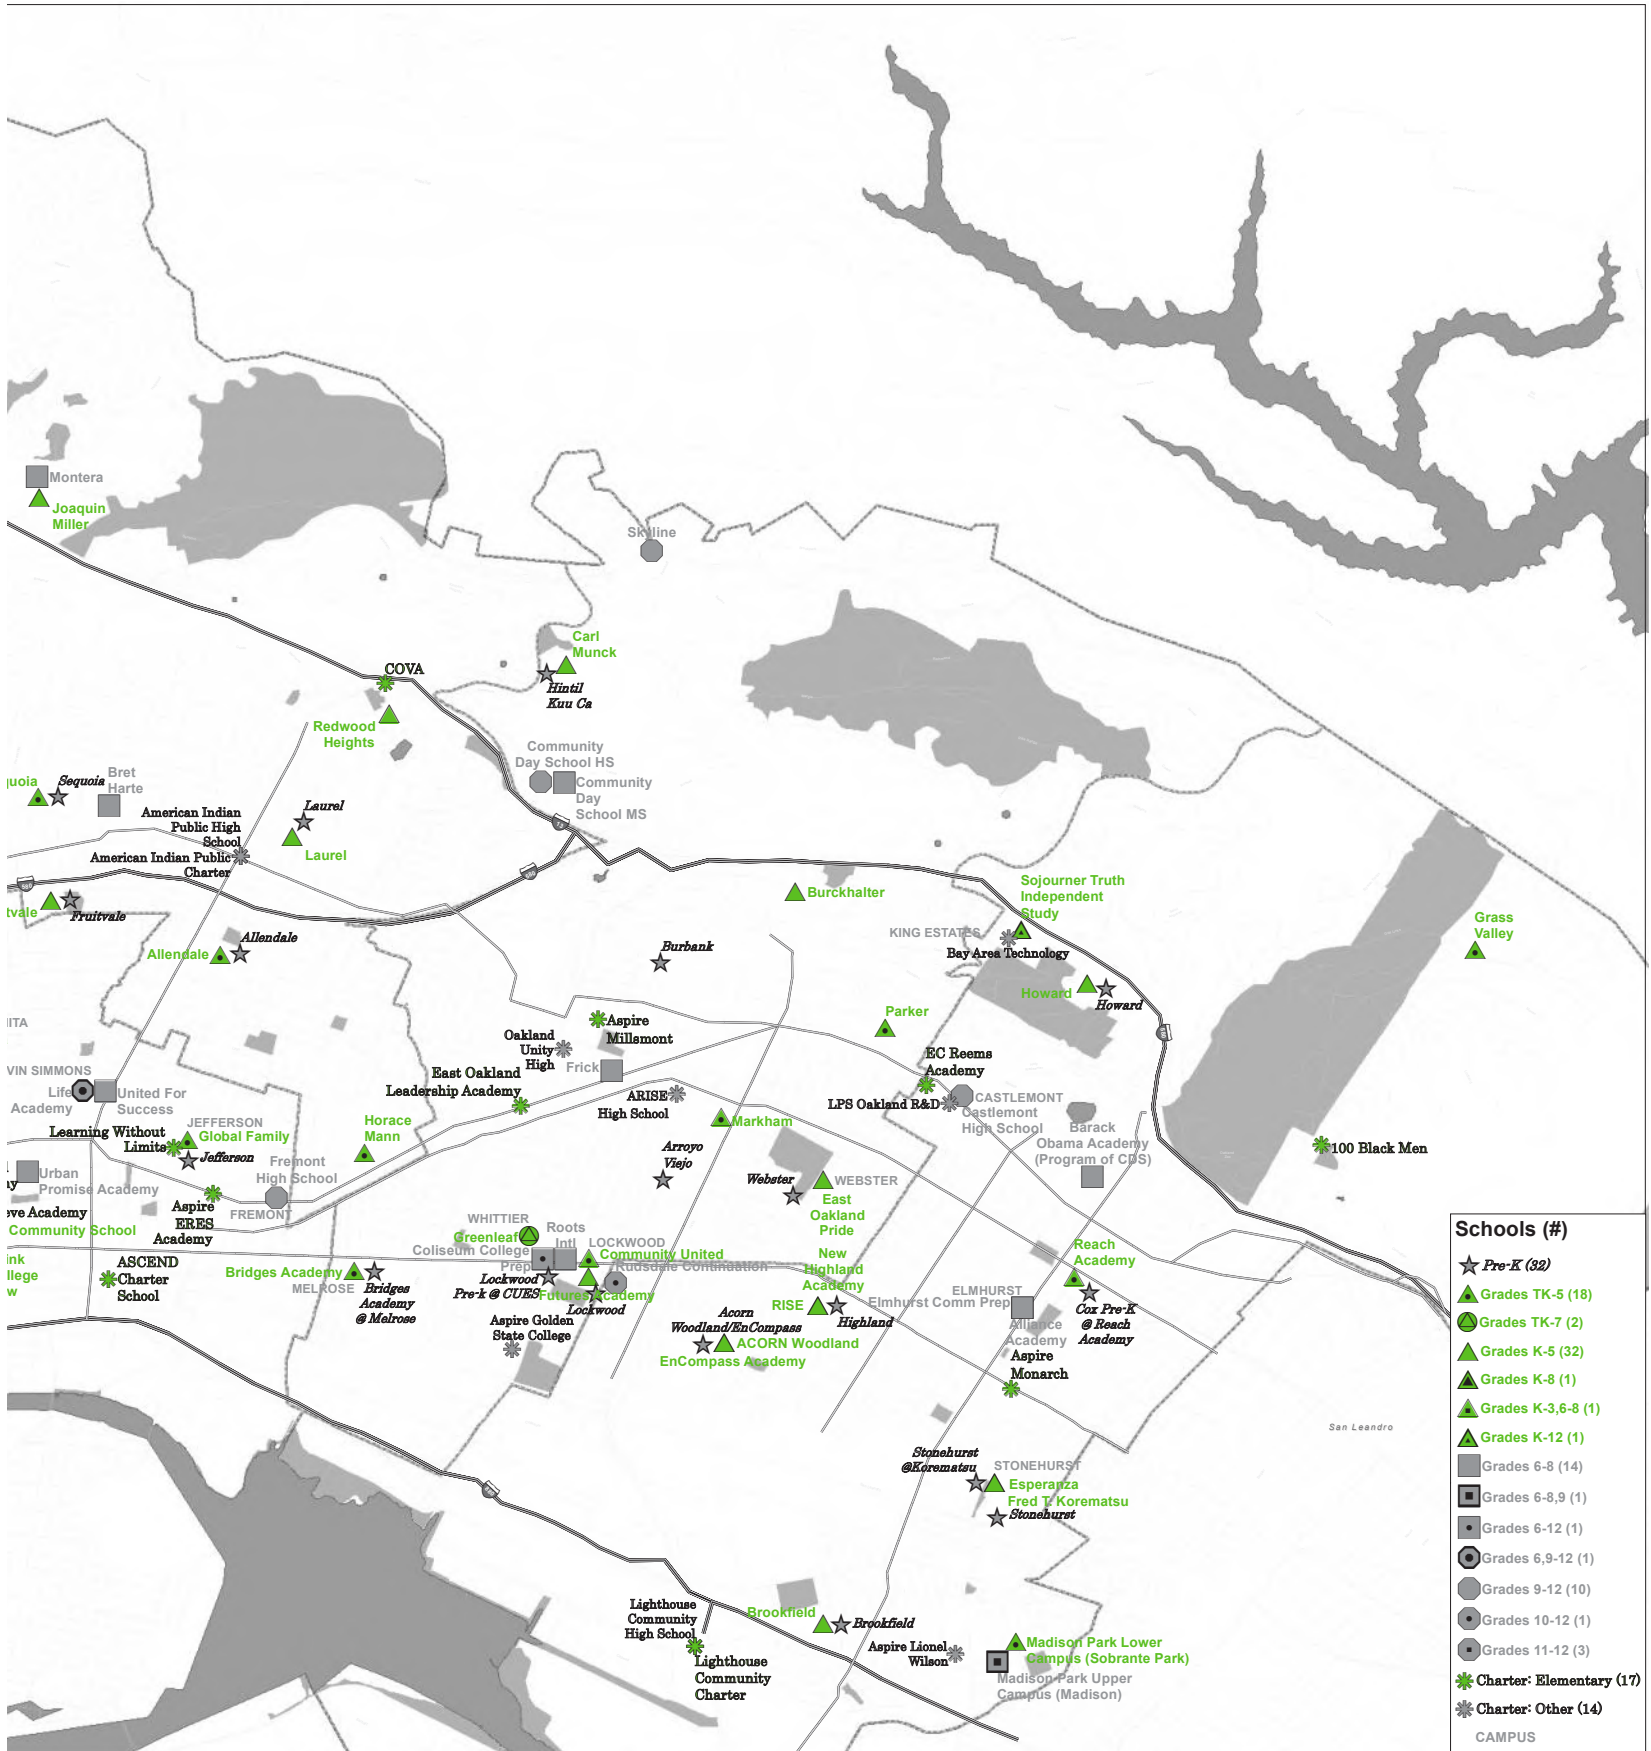 Montera
Joaquin
Miller
Skyline
Carl
Munck
Hintil
Kuu Ca
COVA
Redwood
Heights
Community
Day School HS
Community
Day
School MS
quoia
Sequoia
Bret
Harte
American Indian
Public High
School
American Indian Public
Charter
Laurel
Laurel
tvale
Fruitvale
Allendale
Allendale
Burckhalter
Sojourner Truth
Independent
Study
KING ESTATES
Bay Area Technology
Grass
Valley
Burbank
Howard
Howard
Parker
NITA
Aspire
Millsmont
Oakland
Unity
High
Frick
East Oakland
Leadership Academy
ARISE
High School
EC Reems
Academy
LPS Oakland R&D
CASTLEMONT
Castlemont
High School
Barack
Obama Academy
(Program of CDS)
100 Black Men
VIN SIMMONS
Life
Academy
United For
Success
JEFFERSON
Global Family
Learning Without
Limits
Jefferson
Horace
Mann
Markham
Arroyo
Viejo
Fremont
High School
FREMONT
Urban
Promise Academy
ay
eve Academy
Community School
Aspire
ERES
Academy
Webster
WEBSTER
East
Oakland
Pride
WHITTIER
Greenleaf
Roots
Intl
Coliseum College
Prep
LOCKWOOD
Community United
Rudsdale Continuation
Lockwood
Pre-k @ CUES
Futures Academy
Lockwood
ink
llege
w
ASCEND
Charter
School
Bridges Academy
MELROSE
Bridges
Academy
@ Melrose
New
Highland
Academy
RISE
Highland
Reach
Academy
Cox Pre-K
@ Reach
Academy
ELMHURST
Elmhurst Comm Prep
Alliance
Academy
Aspire
Monarch
Aspire Golden
State College
Acorn
Woodland/EnCompass
ACORN Woodland
EnCompass Academy
San Leandro
Stonehurst
@Korematsu
STONEHURST
Esperanza
Fred T. Korematsu
Stonehurst
Lighthouse
Community
High School
Lighthouse
Community
Charter
Brookfield
Brookfield
Aspire Lionel
Wilson
Madison Park Lower
Campus (Sobrante Park)
Madison Park Upper
Campus (Madison)
Schools (#)
Pre-K (32)
Grades TK-5 (18)
Grades TK-7 (2)
Grades K-5 (32)
Grades K-8 (1)
Grades K-3,6-8 (1)
Grades K-12 (1)
Grades 6-8 (14)
Grades 6-8,9 (1)
Grades 6-12 (1)
Grades 6,9-12 (1)
Grades 9-12 (10)
Grades 10-12 (1)
Grades 11-12 (3)
Charter: Elementary (17)
Charter: Other (14)
CAMPUS